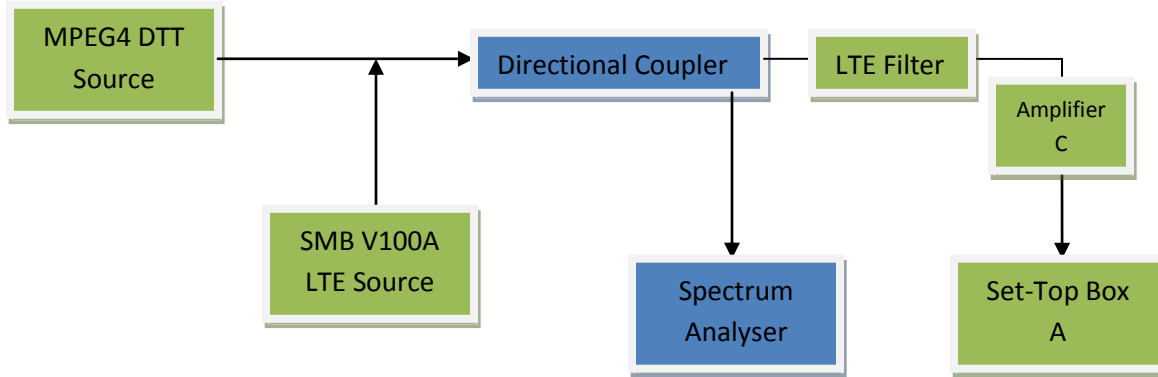 MPEG4 DTT
Source
Directional Coupler
LTE Filter
Amplifier
C
SMB V100A
LTE Source
Spectrum
Analyser
Set-Top Box
A